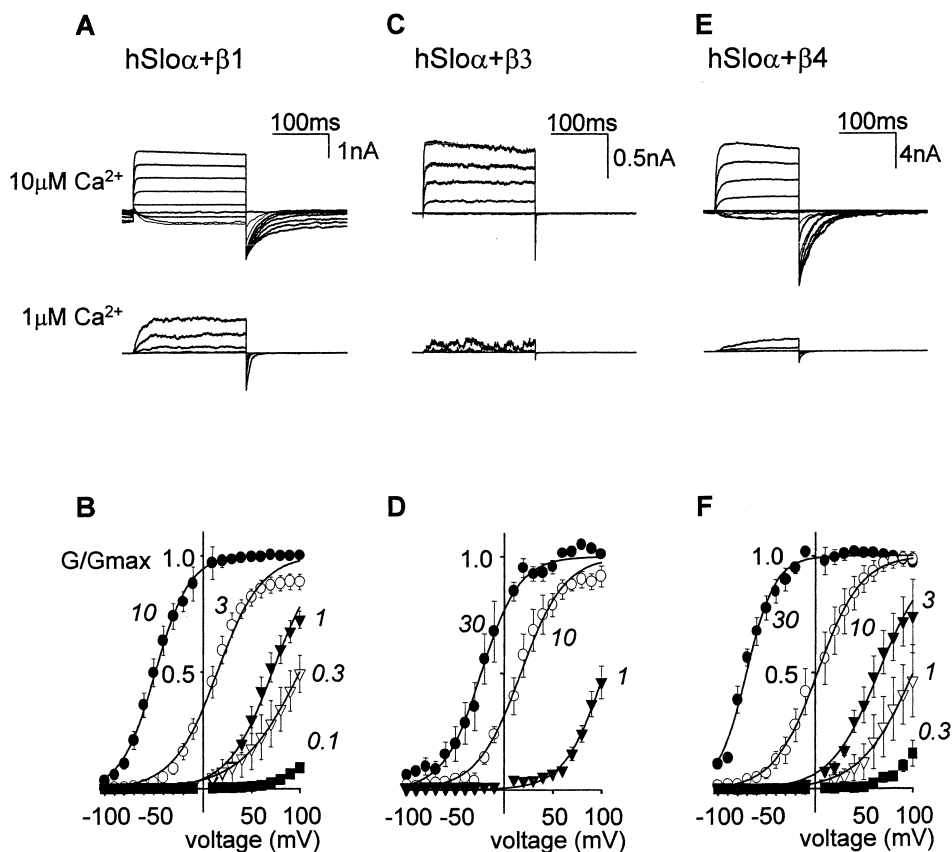 A
hSloα+β1
C
hSloα+β3
E
hSloα+β4
100ms
1nA
100ms
0.5nA
100ms
4nA
10μM Ca²⁺
1μM Ca²⁺
B
G/Gmax
1.0
0.5
10
3
1
0.3
0.1
-100 -50 50 100
voltage (mV)
D
1.0
0.5
30
10
1
-100 -50 50 100
voltage (mV)
F
1.0
0.5
30
10
3
1
0.3
-100 -50 50 100
voltage (mV)